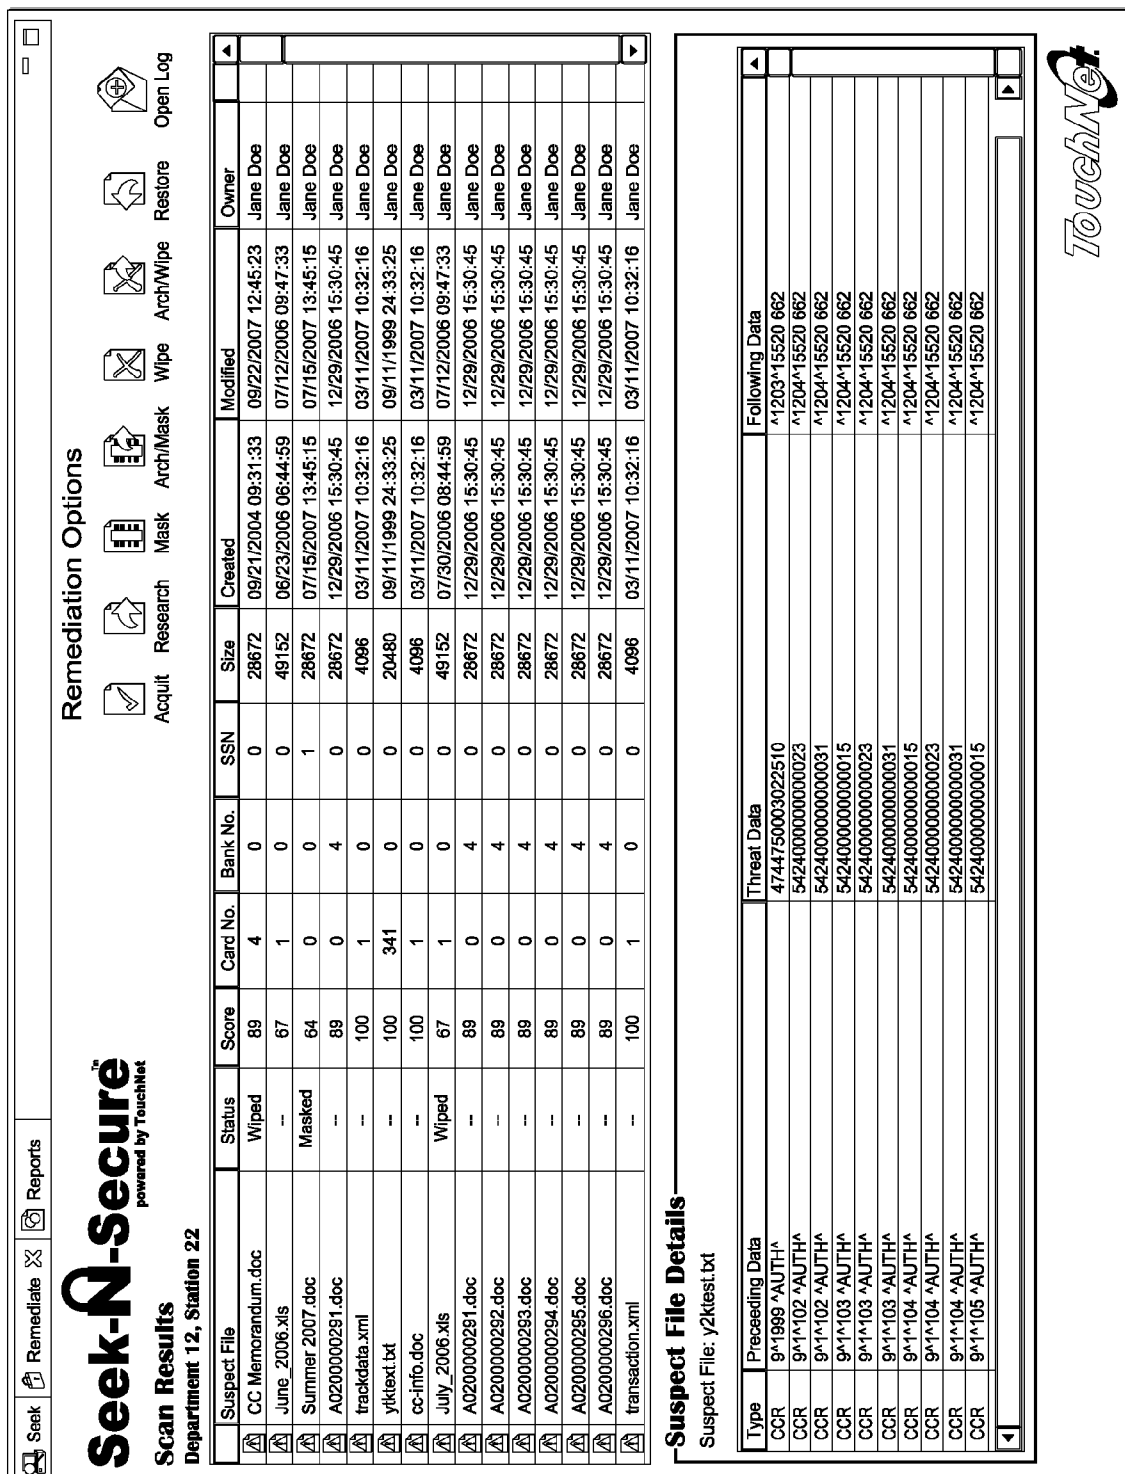 Seek Remediate Reports
Seek-N-Secure™
powered by TouchNet
Remediation Options
Acquit Research Mask Arch/Mask Wipe Arch/Wipe Restore Open Log
Scan Results
Department 12, Station 22
Suspect File Status Score Card No. Bank No. SSN Size Created Modified Owner
CC Memorandum.doc Wiped 89 4 0 0 28672 09/21/2004 09:31:33 09/22/2007 12:45:23 Jane Doe
June_2006.xls -- 67 1 0 0 49152 06/23/2006 06:44:59 07/12/2006 09:47:33 Jane Doe
Summer 2007.doc Masked 64 0 0 1 28672 07/15/2007 13:45:15 07/15/2007 13:45:15 Jane Doe
A0200000291.doc -- 89 0 4 0 28672 12/29/2006 15:30:45 12/29/2006 15:30:45 Jane Doe
trackdata.xml -- 100 1 0 0 4096 03/11/2007 10:32:16 03/11/2007 10:32:16 Jane Doe
ytktext.txt -- 100 341 0 0 20480 09/11/1999 24:33:25 09/11/1999 24:33:25 Jane Doe
cc-info.doc -- 100 1 0 0 4096 03/11/2007 10:32:16 03/11/2007 10:32:16 Jane Doe
July_2006.xls Wiped 67 1 0 0 49152 07/30/2006 08:44:59 07/12/2006 09:47:33 Jane Doe
A0200000291.doc -- 89 0 4 0 28672 12/29/2006 15:30:45 12/29/2006 15:30:45 Jane Doe
A0200000292.doc -- 89 0 4 0 28672 12/29/2006 15:30:45 12/29/2006 15:30:45 Jane Doe
A0200000293.doc -- 89 0 4 0 28672 12/29/2006 15:30:45 12/29/2006 15:30:45 Jane Doe
A0200000294.doc -- 89 0 4 0 28672 12/29/2006 15:30:45 12/29/2006 15:30:45 Jane Doe
A0200000295.doc -- 89 0 4 0 28672 12/29/2006 15:30:45 12/29/2006 15:30:45 Jane Doe
A0200000296.doc -- 89 0 4 0 28672 12/29/2006 15:30:45 12/29/2006 15:30:45 Jane Doe
transaction.xml -- 100 1 0 0 4096 03/11/2007 10:32:16 03/11/2007 10:32:16 Jane Doe
Suspect File Details
Suspect File: y2ktest.txt
Type Preceeding Data Threat Data Following Data
CCR 9^1999 ^AUTH^ 4744750003022510 ^1203^15520 662
CCR 9^1^102 ^AUTH^ 5424000000000023 ^1204^15520 662
CCR 9^1^102 ^AUTH^ 5424000000000031 ^1204^15520 662
CCR 9^1^103 ^AUTH^ 5424000000000015 ^1204^15520 662
CCR 9^1^103 ^AUTH^ 5424000000000023 ^1204^15520 662
CCR 9^1^103 ^AUTH^ 5424000000000031 ^1204^15520 662
CCR 9^1^104 ^AUTH^ 5424000000000015 ^1204^15520 662
CCR 9^1^104 ^AUTH^ 5424000000000023 ^1204^15520 662
CCR 9^1^104 ^AUTH^ 5424000000000031 ^1204^15520 662
CCR 9^1^105 ^AUTH^ 5424000000000015 ^1204^15520 662
TouchNet.